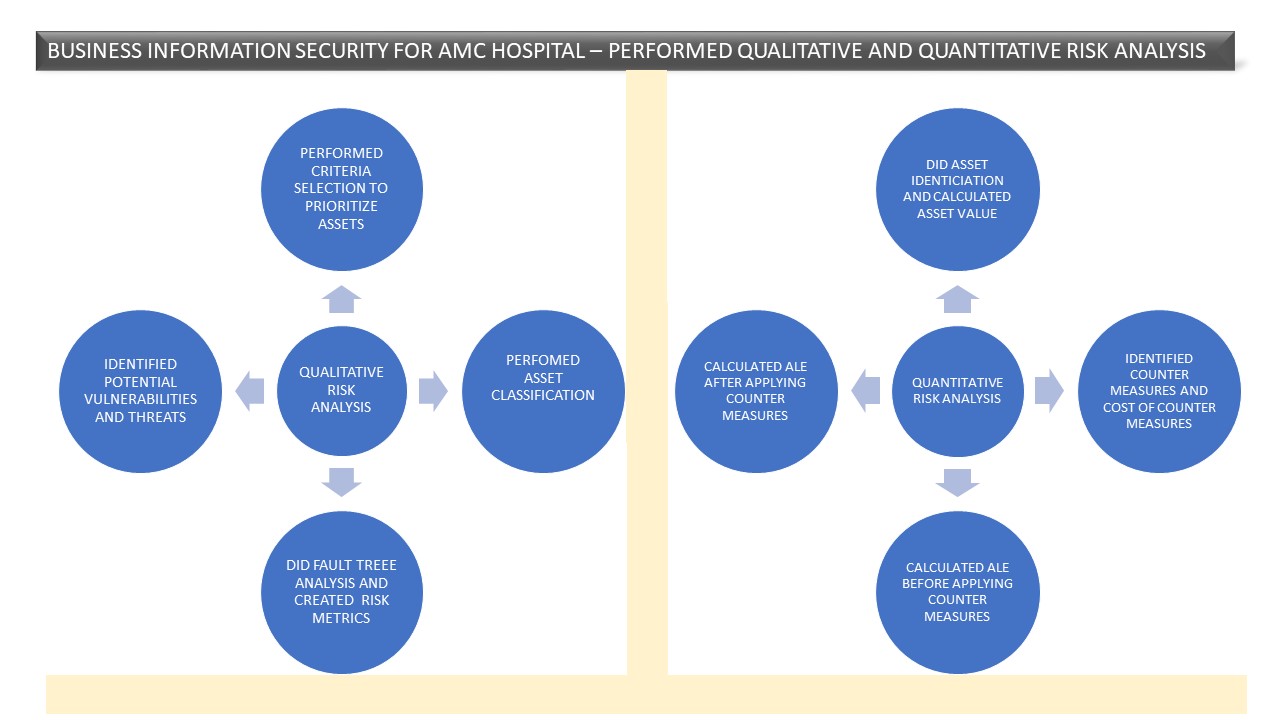 BUSINESS INFORMATION SECURITY FOR AMC HOSPITAL – PERFORMED QUALITATIVE AND QUANTITATIVE RISK ANALYSIS
PERFORMED
CRITERIA
SELECTION TO
PRIORITIZE
ASSETS
IDENTIFIED
POTENTIAL
VULNERABILITIES
AND THREATS
QUALITATIVE
RISK
ANALYSIS
PERFOMED
ASSET
CLASSIFICATION
DID FAULT TREEE
ANALYSIS AND
CREATED RISK
METRICS
DID ASSET
IDENTICIATION
AND CALCULATED
ASSET VALUE
CALCULATED ALE
AFTER APPLYING
COUNTER
MEASURES
QUANTITATIVE
RISK ANALYSIS
IDENTIFIED
COUNTER
MEASURES AND
COST OF COUNTER
MEASURES
CALCULATED ALE
BEFORE APPLYING
COUNTER
MEASURES